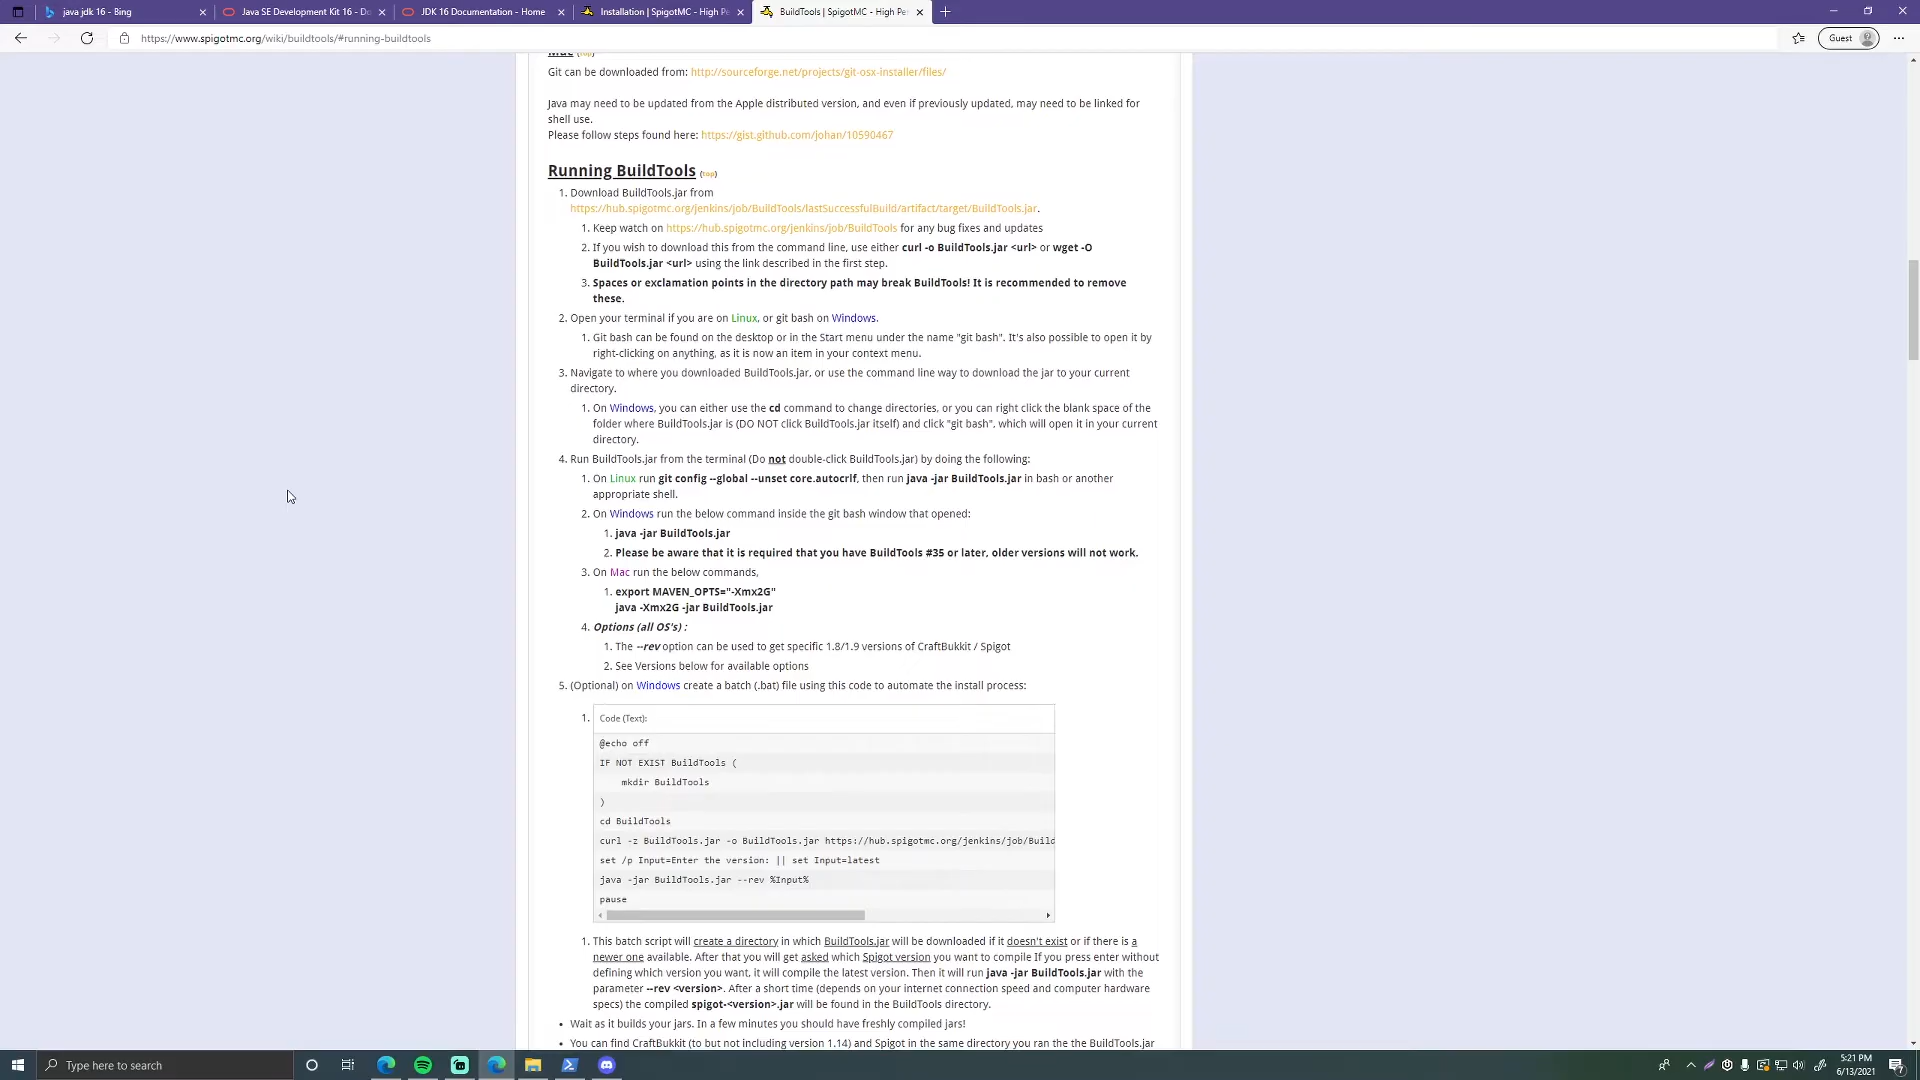 java jdk 16 - Bing
Java SE Development Kit 16 - Do
JDK 16 Documentation - Home
Installation | SpigotMC - High Pe
BuildTools | SpigotMC - High Per
https://www.spigotmc.org/wiki/buildtools/#running-buildtools
Guest
Mac (top)
Git can be downloaded from: http://sourceforge.net/projects/git-osx-installer/files/
Java may need to be updated from the Apple distributed version, and even if previously updated, may need to be linked for
shell use.
Please follow steps found here: https://gist.github.com/johan/10590467
Running BuildTools (top)
1. Download BuildTools.jar from
https://hub.spigotmc.org/jenkins/job/BuildTools/lastSuccessfulBuild/artifact/target/BuildTools.jar.
1. Keep watch on https://hub.spigotmc.org/jenkins/job/BuildTools for any bug fixes and updates
2. If you wish to download this from the command line, use either curl -o BuildTools.jar <url> or wget -O
BuildTools.jar <url> using the link described in the first step.
3. Spaces or exclamation points in the directory path may break BuildTools! It is recommended to remove
these.
2. Open your terminal if you are on Linux, or git bash on Windows.
1. Git bash can be found on the desktop or in the Start menu under the name "git bash". It's also possible to open it by
right-clicking on anything, as it is now an item in your context menu.
3. Navigate to where you downloaded BuildTools.jar, or use the command line way to download the jar to your current
directory.
1. On Windows, you can either use the cd command to change directories, or you can right click the blank space of the
folder where BuildTools.jar is (DO NOT click BuildTools.jar itself) and click "git bash", which will open it in your current
directory.
4. Run BuildTools.jar from the terminal (Do not double-click BuildTools.jar) by doing the following:
1. On Linux run git config --global --unset core.autocrlf, then run java -jar BuildTools.jar in bash or another
appropriate shell.
2. On Windows run the below command inside the git bash window that opened:
1. java -jar BuildTools.jar
2. Please be aware that it is required that you have BuildTools #35 or later, older versions will not work.
3. On Mac run the below commands,
1. export MAVEN_OPTS="-Xmx2G"
java -Xmx2G -jar BuildTools.jar
4. Options (all OS's) :
1. The --rev option can be used to get specific 1.8/1.9 versions of CraftBukkit / Spigot
2. See Versions below for available options
5. (Optional) on Windows create a batch (.bat) file using this code to automate the install process:
1. Code (Text):
@echo off
IF NOT EXIST BuildTools (
mkdir BuildTools
)
cd BuildTools
curl -z BuildTools.jar -o BuildTools.jar https://hub.spigotmc.org/jenkins/job/Build
set /p Input=Enter the version: || set Input=latest
java -jar BuildTools.jar --rev %Input%
pause
1. This batch script will create a directory in which BuildTools.jar will be downloaded if it doesn't exist or if there is a
newer one available. After that you will get asked which Spigot version you want to compile If you press enter without
defining which version you want, it will compile the latest version. Then it will run java -jar BuildTools.jar with the
parameter --rev <version>. After a short time (depends on your internet connection speed and computer hardware
specs) the compiled spigot-<version>.jar will be found in the BuildTools directory.
• Wait as it builds your jars. In a few minutes you should have freshly compiled jars!
• You can find CraftBukkit (to but not including version 1.14) and Spigot in the same directory you ran the the BuildTools.jar
Type here to search
5:21 PM
6/13/2021
7